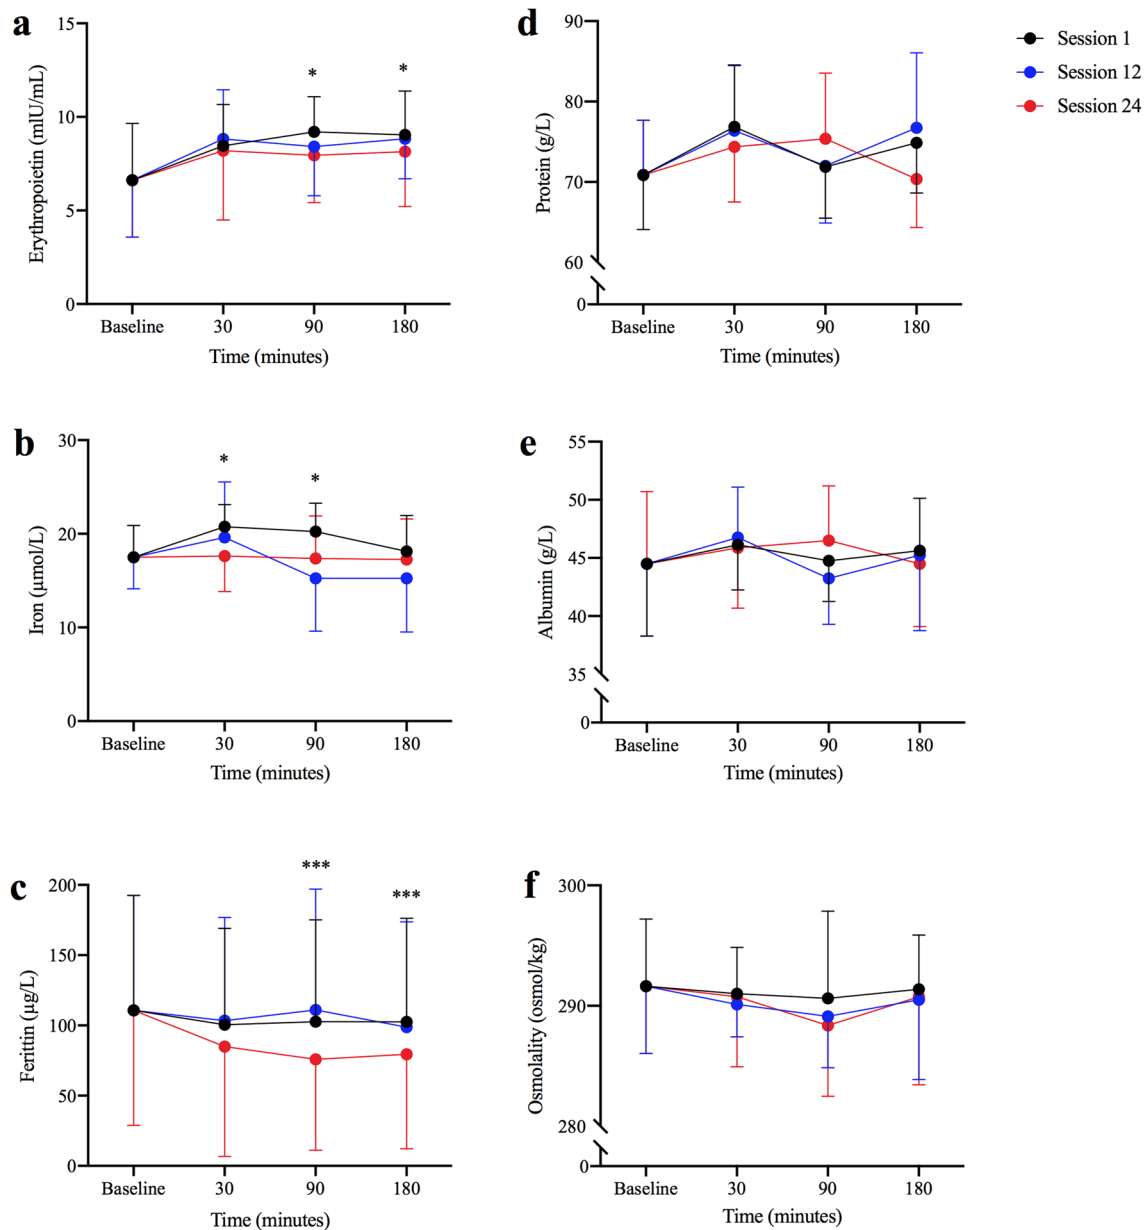 a
15
10
5
0
Erythropoietin (mIU/mL)
*
*
Baseline
30
90
180
Time (minutes)
d
90
80
70
60
0
Protein (g/L)
Baseline
30
90
180
Time (minutes)
Session 1
Session 12
Session 24
b
30
20
10
0
Iron (µmol/L)
*
*
Baseline
30
90
180
Time (minutes)
e
55
50
45
40
35
0
Albumin (g/L)
Baseline
30
90
180
Time (minutes)
c
200
150
100
50
0
Ferittin (µg/L)
***
***
Baseline
30
90
180
Time (minutes)
f
300
290
280
0
Osmolality (osmol/kg)
Baseline
30
90
180
Time (minutes)